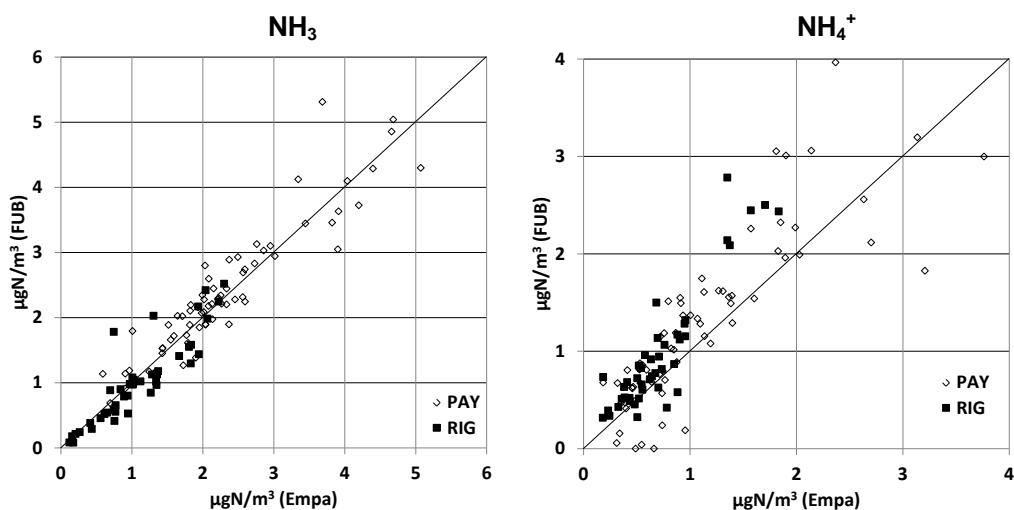 NH₃
6
5
4
3
2
1
0
0 1 2 3 4 5 6
µgN/m³ (FUB)
µgN/m³ (Empa)
PAY
RIG
NH₄⁺
4
3
2
1
0
0 1 2 3 4
µgN/m³ (FUB)
µgN/m³ (Empa)
PAY
RIG